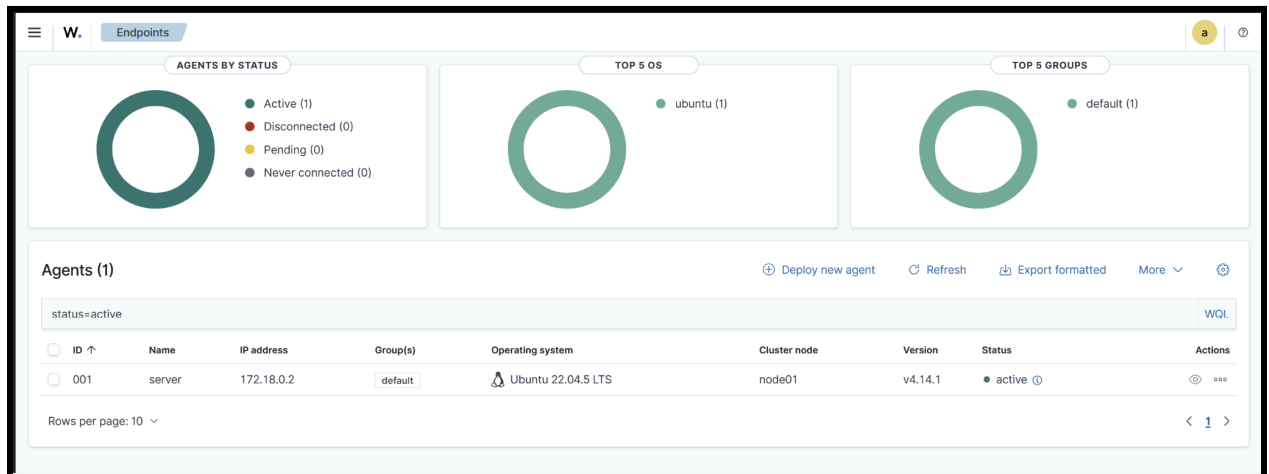 W. Endpoints a
AGENTS BY STATUS
Active (1)
Disconnected (0)
Pending (0)
Never connected (0)
TOP 5 OS
ubuntu (1)
TOP 5 GROUPS
default (1)
Agents (1) Deploy new agent Refresh Export formatted More
status=active WQL
ID Name IP address Group(s) Operating system Cluster node Version Status Actions
001 server 172.18.0.2 default Ubuntu 22.04.5 LTS node01 v4.14.1 active
Rows per page: 10 1